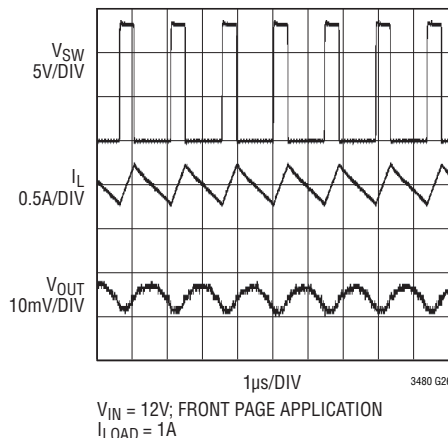 VSW
5V/DIV
IL
0.5A/DIV
VOUT
10mV/DIV
1µs/DIV
3480 G26
VIN = 12V; FRONT PAGE APPLICATION
ILOAD = 1A